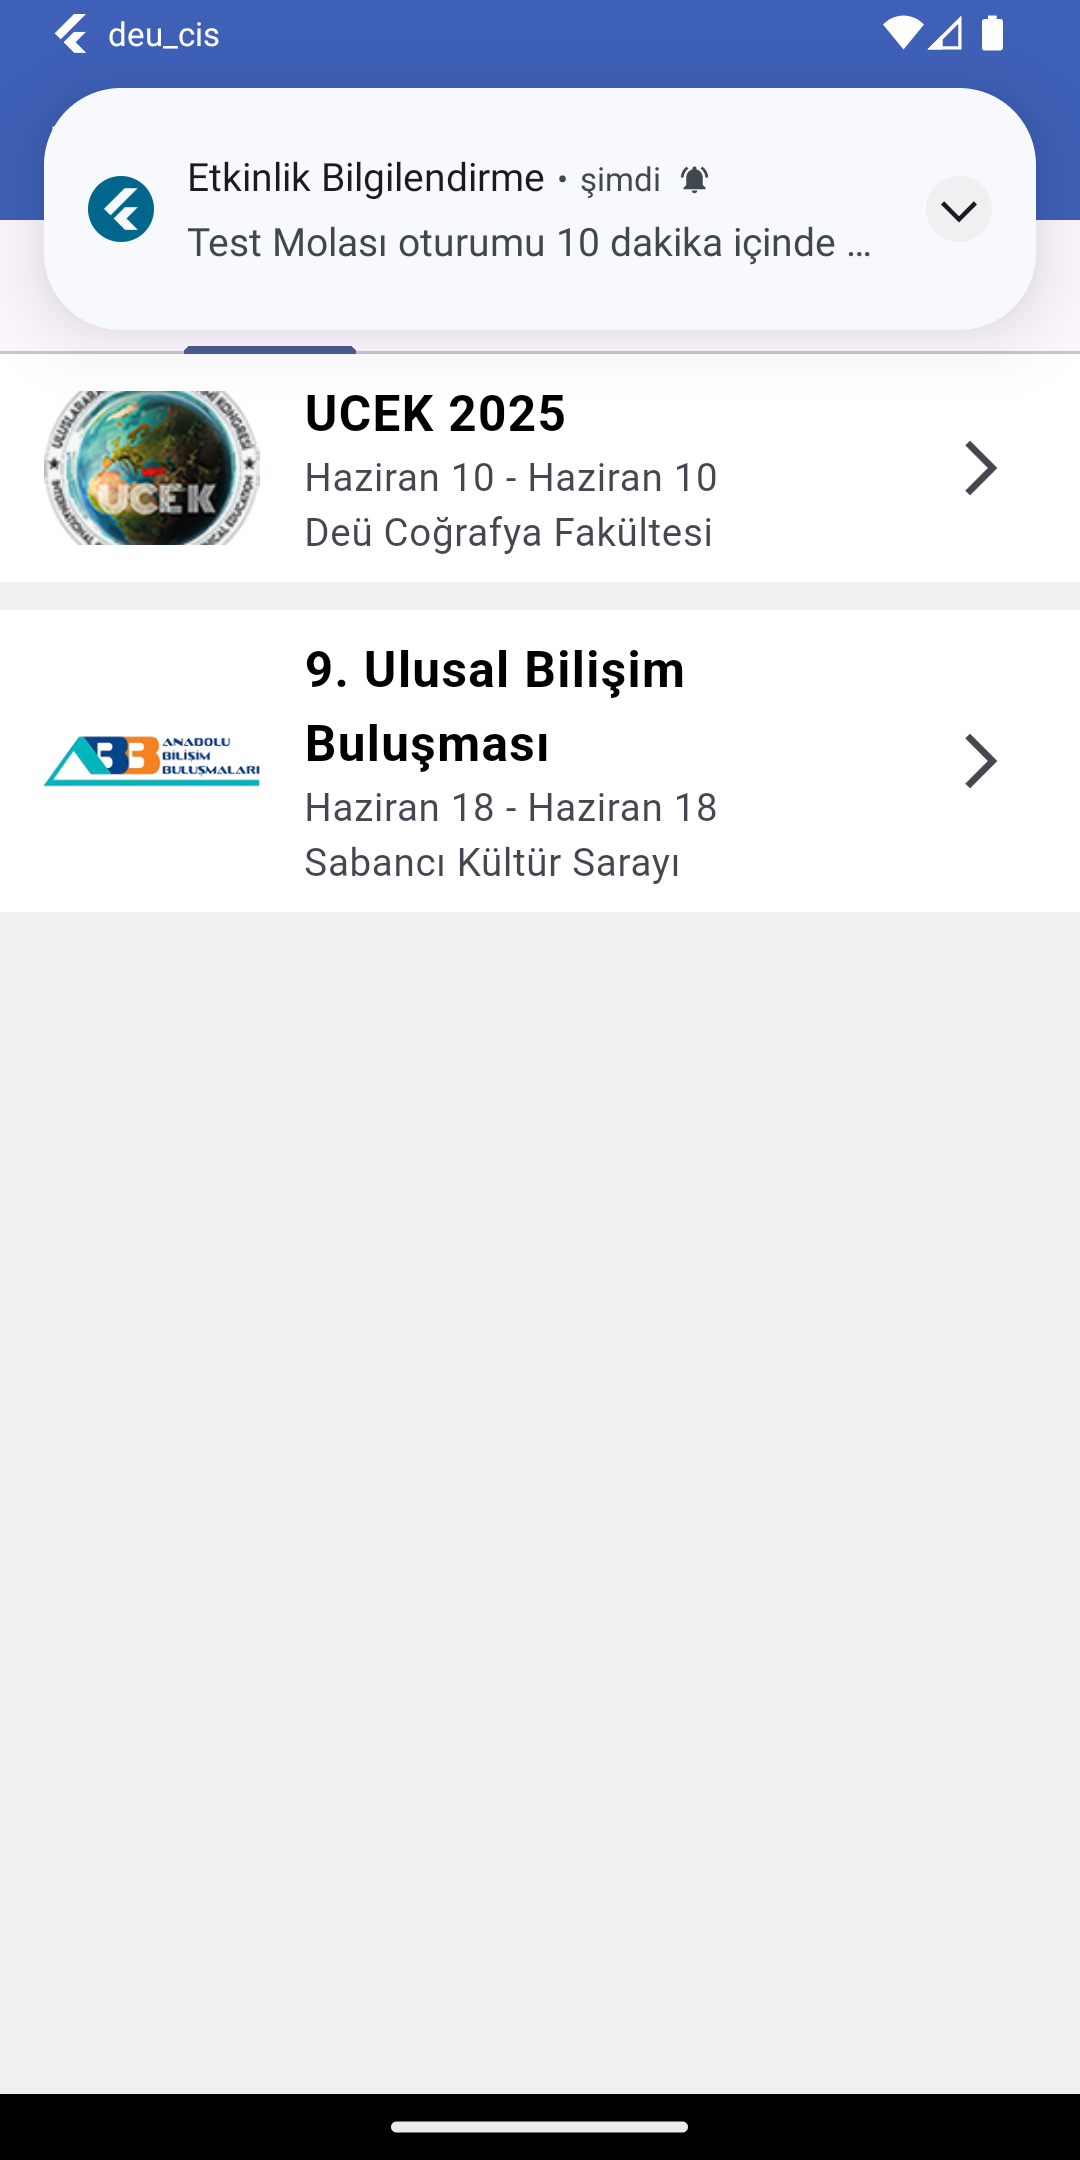 deu_cis
Etkinlik Bilgilendirme • şimdi
Test Molası oturumu 10 dakika içinde ...
UCEK
UCEK 2025
Haziran 10 - Haziran 10
Deü Coğrafya Fakültesi
9. Ulusal Bilişim
Buluşması
ANADOLU
BİLİŞİM
BULUŞMALARI
Haziran 18 - Haziran 18
Sabancı Kültür Sarayı